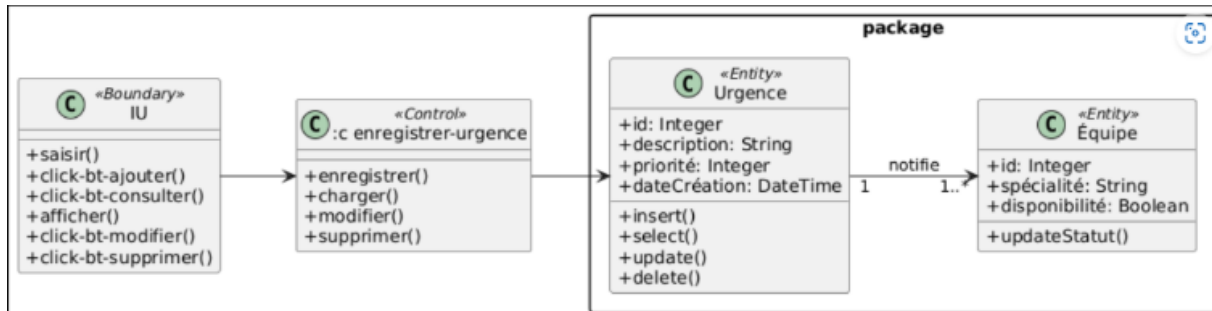 package
«Boundary»
C
IU
+saisir()
+click-bt-ajouter()
+click-bt-consulter()
+afficher()
+click-bt-modifier()
+click-bt-supprimer()
«Control»
C
:c enregistrer-urgence
+enregistrer()
+charger()
+modifier()
+supprimer()
«Entity»
C
Urgence
+id: Integer
+description: String
+priorité: Integer
+dateCréation: DateTime
+insert()
+select()
+update()
+delete()
notifie
1
1..*
«Entity»
C
Équipe
+id: Integer
+spécialité: String
+disponibilité: Boolean
+updateStatut()